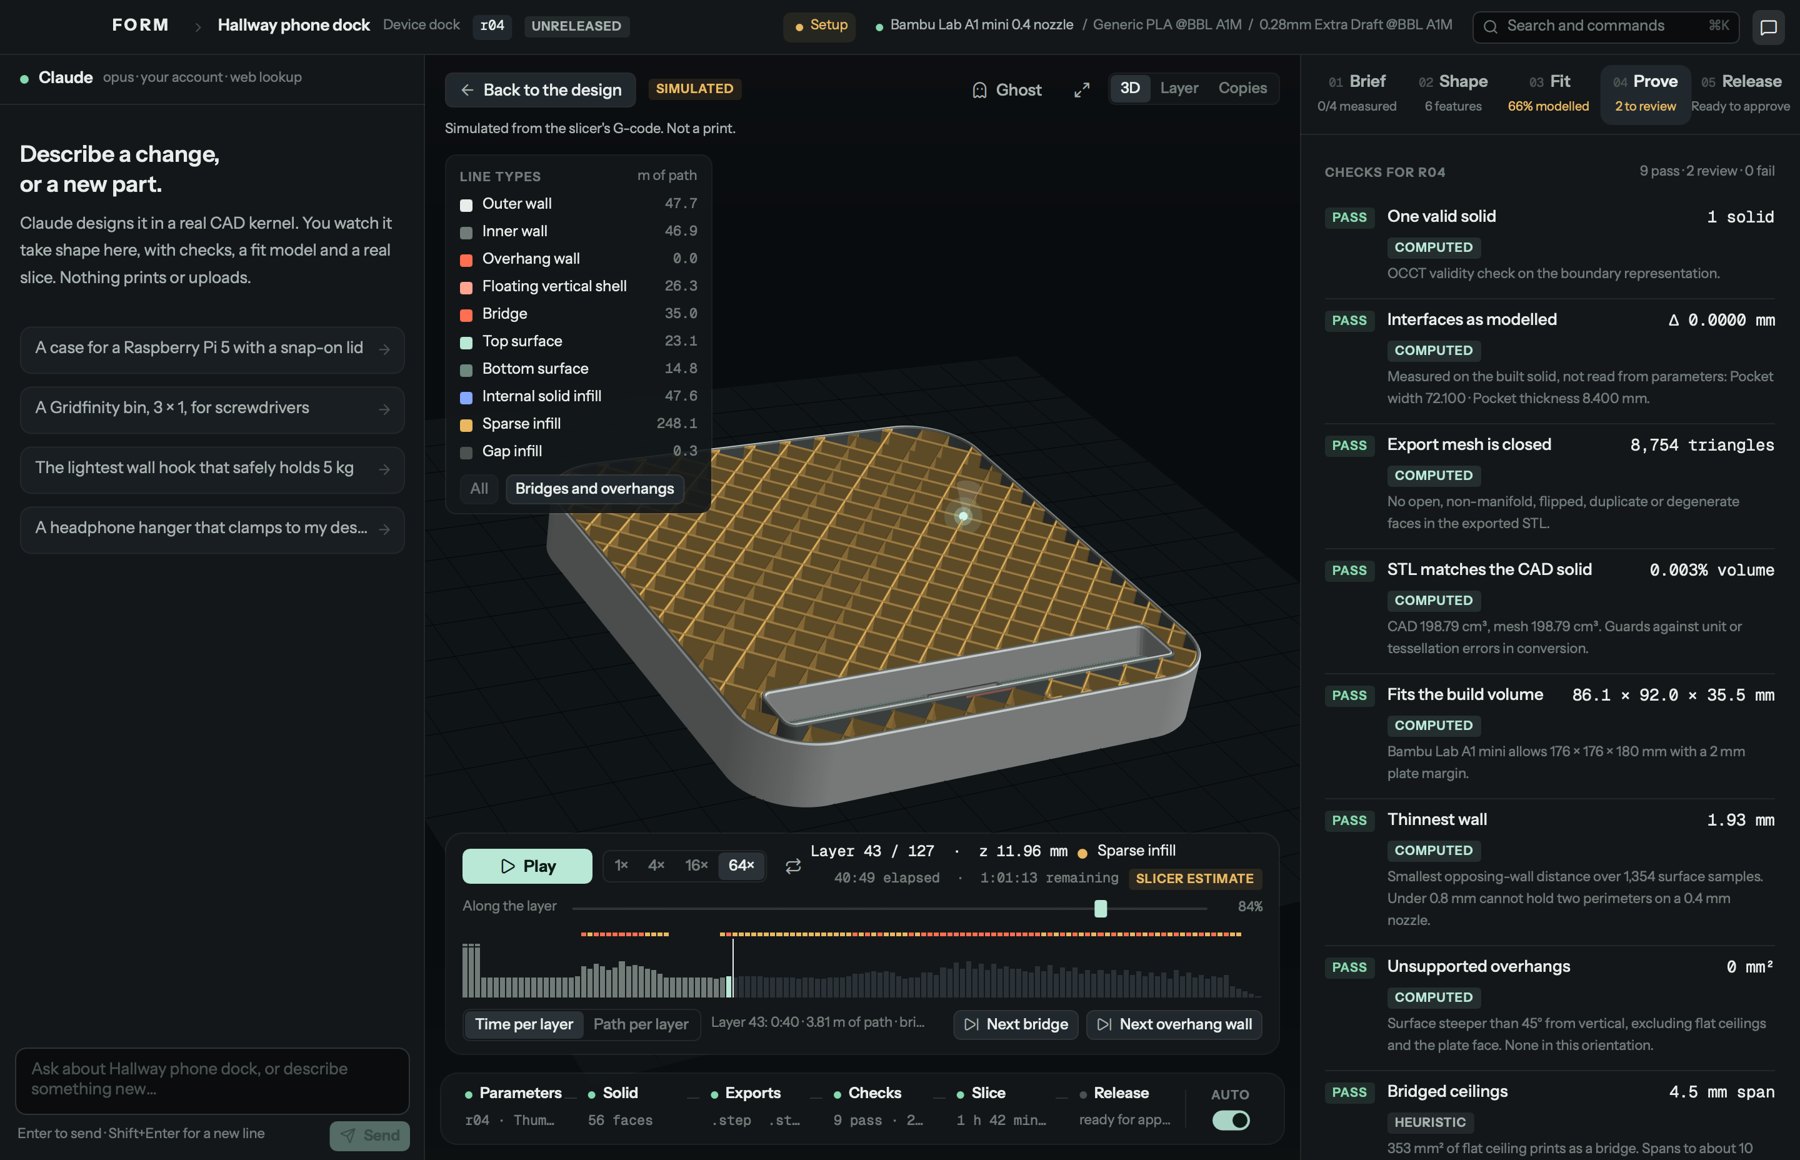 FORM
Hallway phone dock Device dock r04 UNRELEASED
Setup
Bambu Lab A1 mini 0.4 nozzle / Generic PLA @BBL A1M / 0.28mm Extra Draft @BBL A1M
Search and commands ⌘K
Claude opus · your account · web lookup
Describe a change,
or a new part.
Claude designs it in a real CAD kernel. You watch it
take shape here, with checks, a fit model and a real
slice. Nothing prints or uploads.
A case for a Raspberry Pi 5 with a snap-on lid →
A Gridfinity bin, 3 × 1, for screwdrivers →
The lightest wall hook that safely holds 5 kg →
A headphone hanger that clamps to my des... →
Ask about Hallway phone dock, or describe
something new...
Enter to send · Shift+Enter for a new line
Send
← Back to the design
SIMULATED
Ghost
3D Layer Copies
Simulated from the slicer's G-code. Not a print.
LINE TYPES m of path
Outer wall 47.7
Inner wall 46.9
Overhang wall 0.0
Floating vertical shell 26.3
Bridge 35.0
Top surface 23.1
Bottom surface 14.8
Internal solid infill 47.6
Sparse infill 248.1
Gap infill 0.3
All Bridges and overhangs
Play
1× 4× 16× 64×
Layer 43 / 127 · z 11.96 mm Sparse infill
40:49 elapsed · 1:01:13 remaining SLICER ESTIMATE
Along the layer 84%
Time per layer Path per layer
Layer 43: 0:40 · 3.81 m of path · bri...
Next bridge
Next overhang wall
Parameters Solid Exports Checks Slice Release AUTO
r04 · Thum... 56 faces .step .st... 9 pass · 2... 1 h 42 min... ready for app...
01 Brief 02 Shape 03 Fit 04 Prove 05 Release
0/4 measured 6 features 66% modelled 2 to review Ready to approve
CHECKS FOR R04 9 pass · 2 review · 0 fail
PASS One valid solid 1 solid
COMPUTED
OCCT validity check on the boundary representation.
PASS Interfaces as modelled Δ 0.0000 mm
COMPUTED
Measured on the built solid, not read from parameters: Pocket
width 72.100 · Pocket thickness 8.400 mm.
PASS Export mesh is closed 8,754 triangles
COMPUTED
No open, non-manifold, flipped, duplicate or degenerate
faces in the exported STL.
PASS STL matches the CAD solid 0.003% volume
COMPUTED
CAD 198.79 cm³, mesh 198.79 cm³. Guards against unit or
tessellation errors in conversion.
PASS Fits the build volume 86.1 × 92.0 × 35.5 mm
COMPUTED
Bambu Lab A1 mini allows 176 × 176 × 180 mm with a 2 mm
plate margin.
PASS Thinnest wall 1.93 mm
COMPUTED
Smallest opposing-wall distance over 1,354 surface samples.
Under 0.8 mm cannot hold two perimeters on a 0.4 mm
nozzle.
PASS Unsupported overhangs 0 mm²
COMPUTED
Surface steeper than 45° from vertical, excluding flat ceilings
and the plate face. None in this orientation.
PASS Bridged ceilings 4.5 mm span
HEURISTIC
353 mm² of flat ceiling prints as a bridge. Spans to about 10